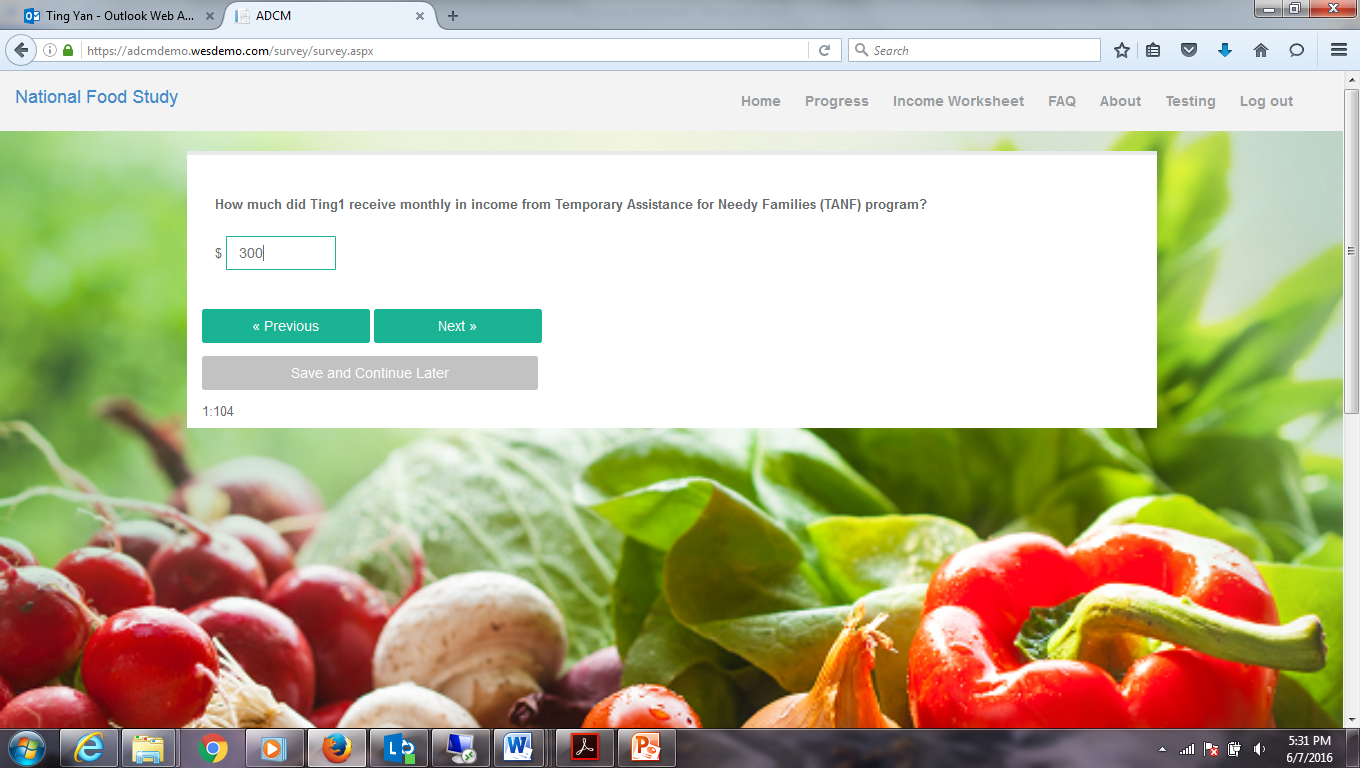 Ting Yan - Outlook Web A...
ADCM
https://adcmdemo.wesdemo.com/survey/survey.aspx
Search
National Food Study
Home
Progress
Income Worksheet
FAQ
About
Testing
Log out
How much did Ting1 receive monthly in income from Temporary Assistance for Needy Families (TANF) program?
$ 300
« Previous
Next »
Save and Continue Later
1:104
5:31 PM
6/7/2016